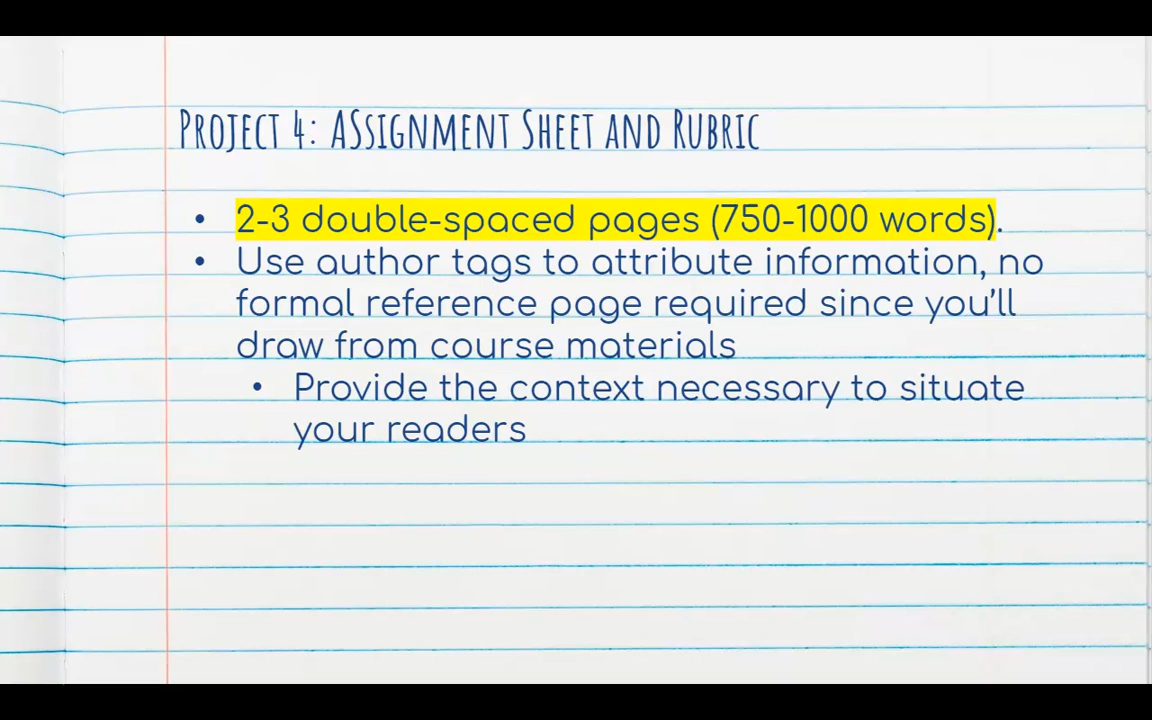 Project 4: ASsignment Sheet and Rubric
• 2-3 double-spaced pages (750-1000 words).
• Use author tags to attribute information, no
formal reference page required since you'll
draw from course materials
• Provide the context necessary to situate
your readers